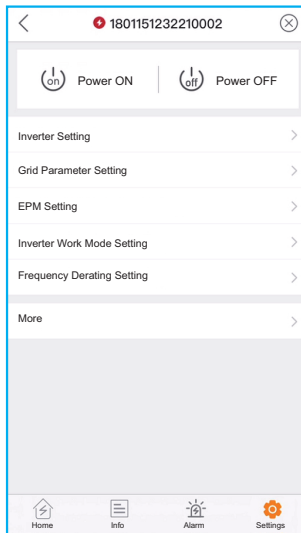 1801151232210002
on Power ON off Power OFF
Inverter Setting
Grid Parameter Setting
EPM Setting
Inverter Work Mode Setting
Frequency Derating Setting
More
Home Info Alarm Settings